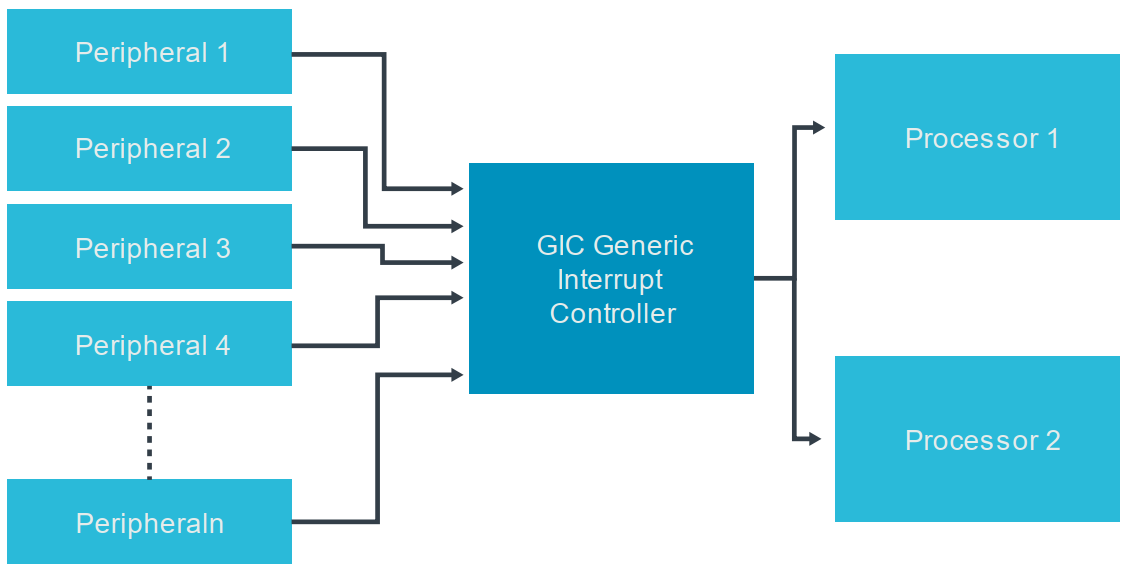 Peripheral 1
Peripheral 2
Peripheral 3
Peripheral 4
Peripheraln
GIC Generic
Interrupt
Controller
Processor 1
Processor 2